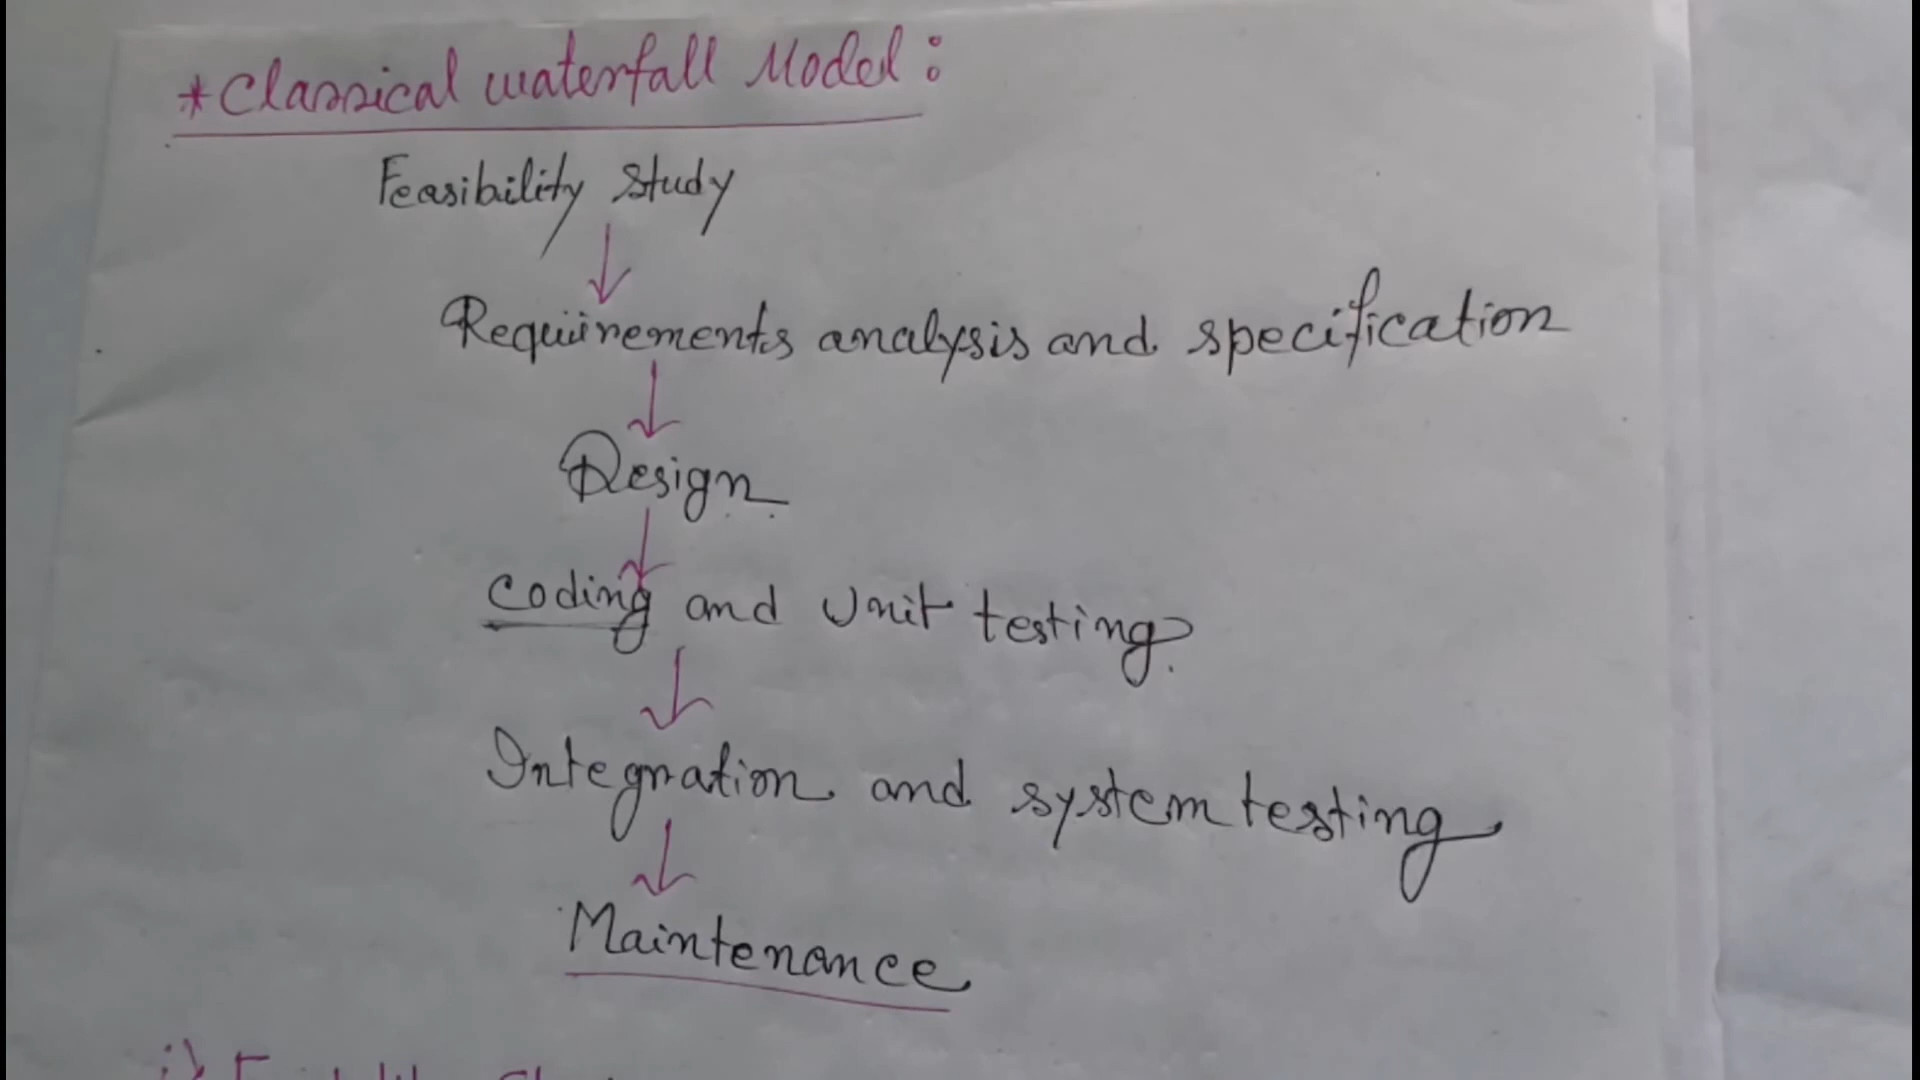 *Classical waterfall Model:
Feasibility study
↓
Requirements analysis and specification
↓
Design
↓
Coding and Unit testing.
↓
Integration and system testing
↓
Maintenance
i)